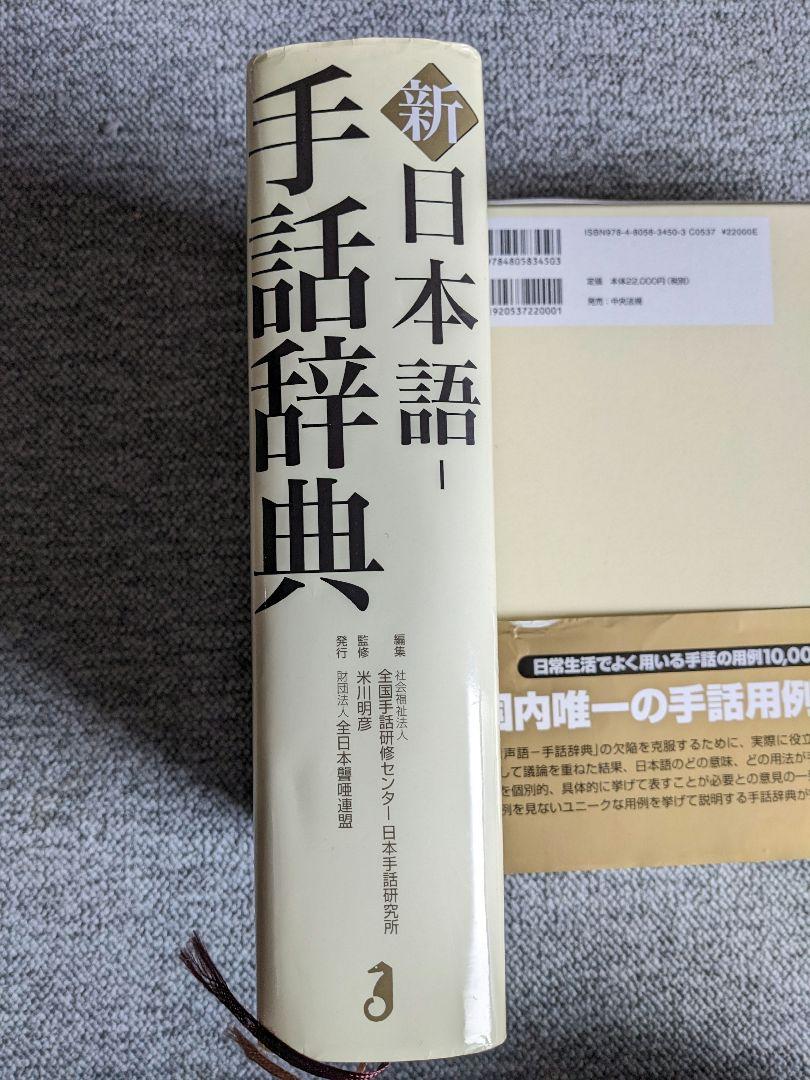 新日本語-
手話辞典
編集 社会福祉法人 全国手話研修センター 日本手話研究所
監修 米川明彦
発行 財団法人 全日本聾唖連盟
ISBN978-4-8058-3450-3 C0537 ¥22000E
9784805834503
定価 本体22,000円(税別)
1920537220001
発売:中央法規
日常生活でよく用いる手話の用例10,00
国内唯一の手話用例
声語-手話辞典」の欠陥を克服するために、実際に役立
して議論を重ねた結果、日本語のどの意味、どの用法が手
を個別的、具体的に挙げて表すことが必要との意見の一
例を見ないユニークな用例を挙げて説明する手話辞典が